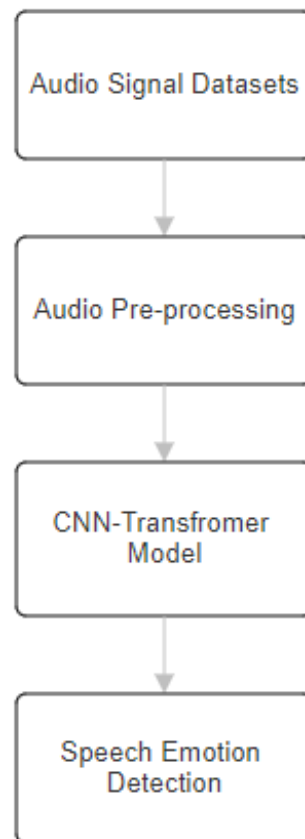 Audio Signal Datasets
Audio Pre-processing
CNN-Transfromer
Model
Speech Emotion
Detection